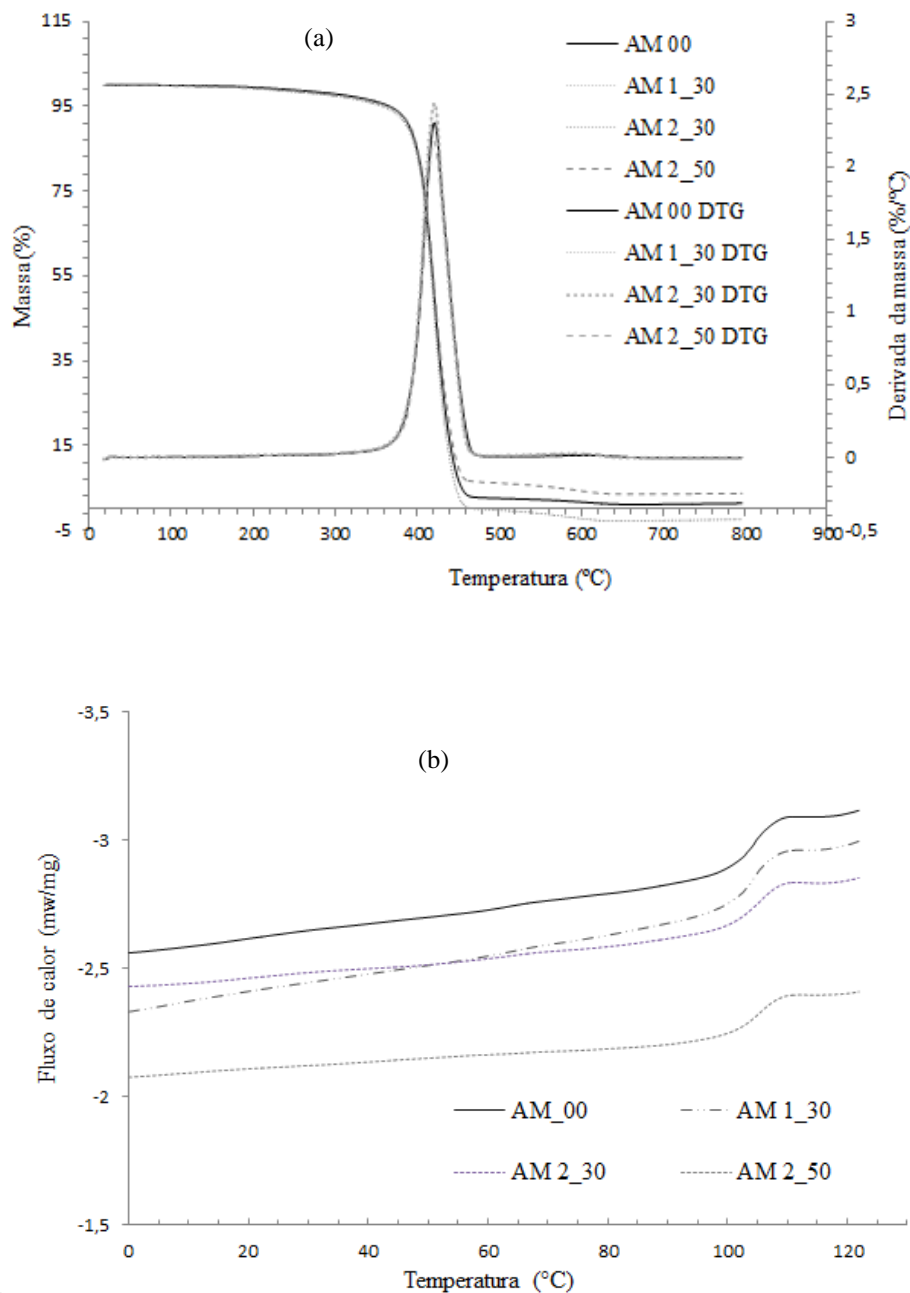 (a)
Massa (%)
115
95
75
55
35
15
-5
0 100 200 300 400 500 600 700 800 900
Temperatura (ºC)
3
2,5
2
1,5
1
0,5
0
-0,5
Derivada da massa (%/ºC)
AM 00
AM 1_30
AM 2_30
AM 2_50
AM 00 DTG
AM 1_30 DTG
AM 2_30 DTG
AM 2_50 DTG
(b)
Fluxo de calor (mw/mg)
-3,5
-3
-2,5
-2
-1,5
0 20 40 60 80 100 120
Temperatura (°C)
AM_00 AM 1_30
AM 2_30 AM 2_50